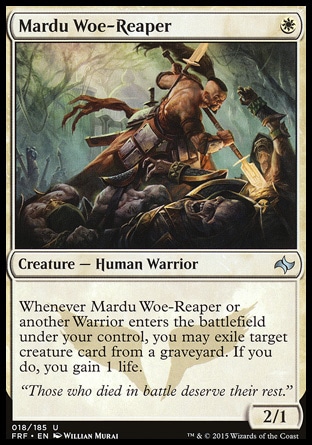 Mardu Woe-Reaper
Creature — Human Warrior
Whenever Mardu Woe-Reaper or
another Warrior enters the battlefield
under your control, you may exile target
creature card from a graveyard. If you
do, you gain 1 life.
“Those who died in battle deserve their rest.”
2/1
018/185 U
FRF • EN Willian Murai
™ & © 2015 Wizards of the Coast